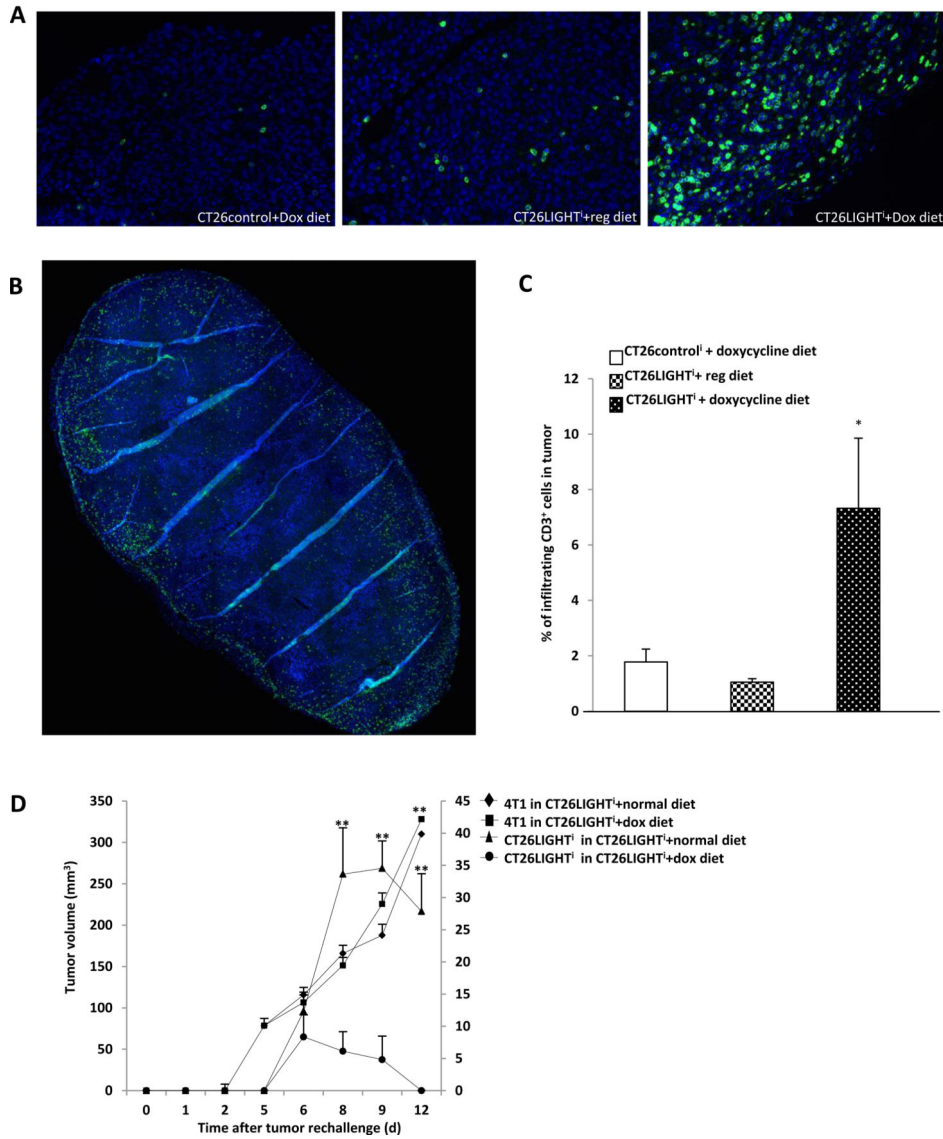 A
CT26control+Dox diet
CT26LIGHTⁱ+reg diet
CT26LIGHTⁱ+Dox diet
B
C
CT26controlⁱ + doxycycline diet
CT26LIGHTⁱ+ reg diet
CT26LIGHTⁱ + doxycycline diet
% of infiltrating CD3⁺ cells in tumor
12
10
8
6
4
2
0
*
D
Tumor volume (mm³)
350
300
250
200
150
100
50
0
** ** ** **
45
40
35
30
25
20
15
10
5
0
0 1 2 5 6 8 9 12
Time after tumor rechallenge (d)
4T1 in CT26LIGHTⁱ+normal diet
4T1 in CT26LIGHTⁱ+dox diet
CT26LIGHTⁱ in CT26LIGHTⁱ+normal diet
CT26LIGHTⁱ in CT26LIGHTⁱ+dox diet